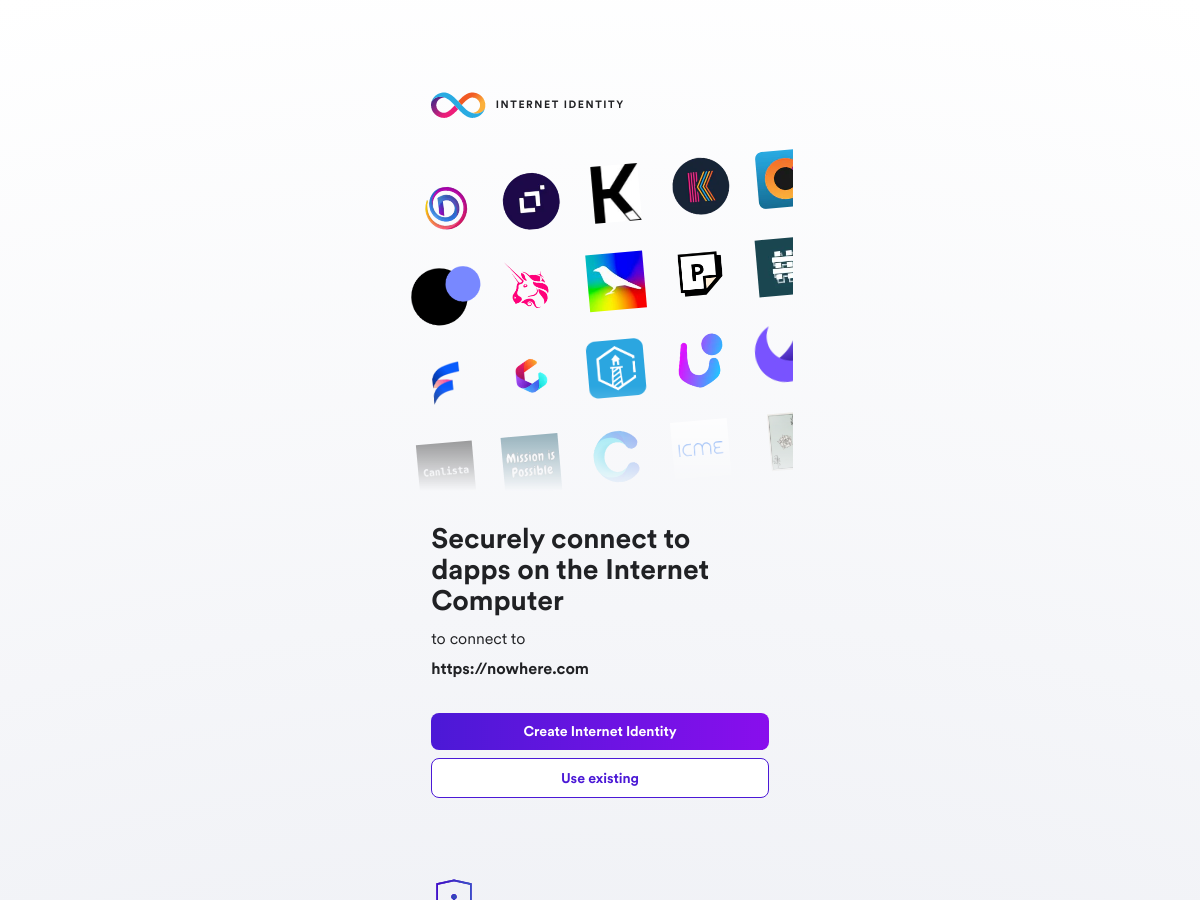 INTERNET IDENTITY
K
P
Canlista
Mission is
Possible
ICME
Securely connect to
dapps on the Internet
Computer
to connect to
https://nowhere.com
Create Internet Identity
Use existing